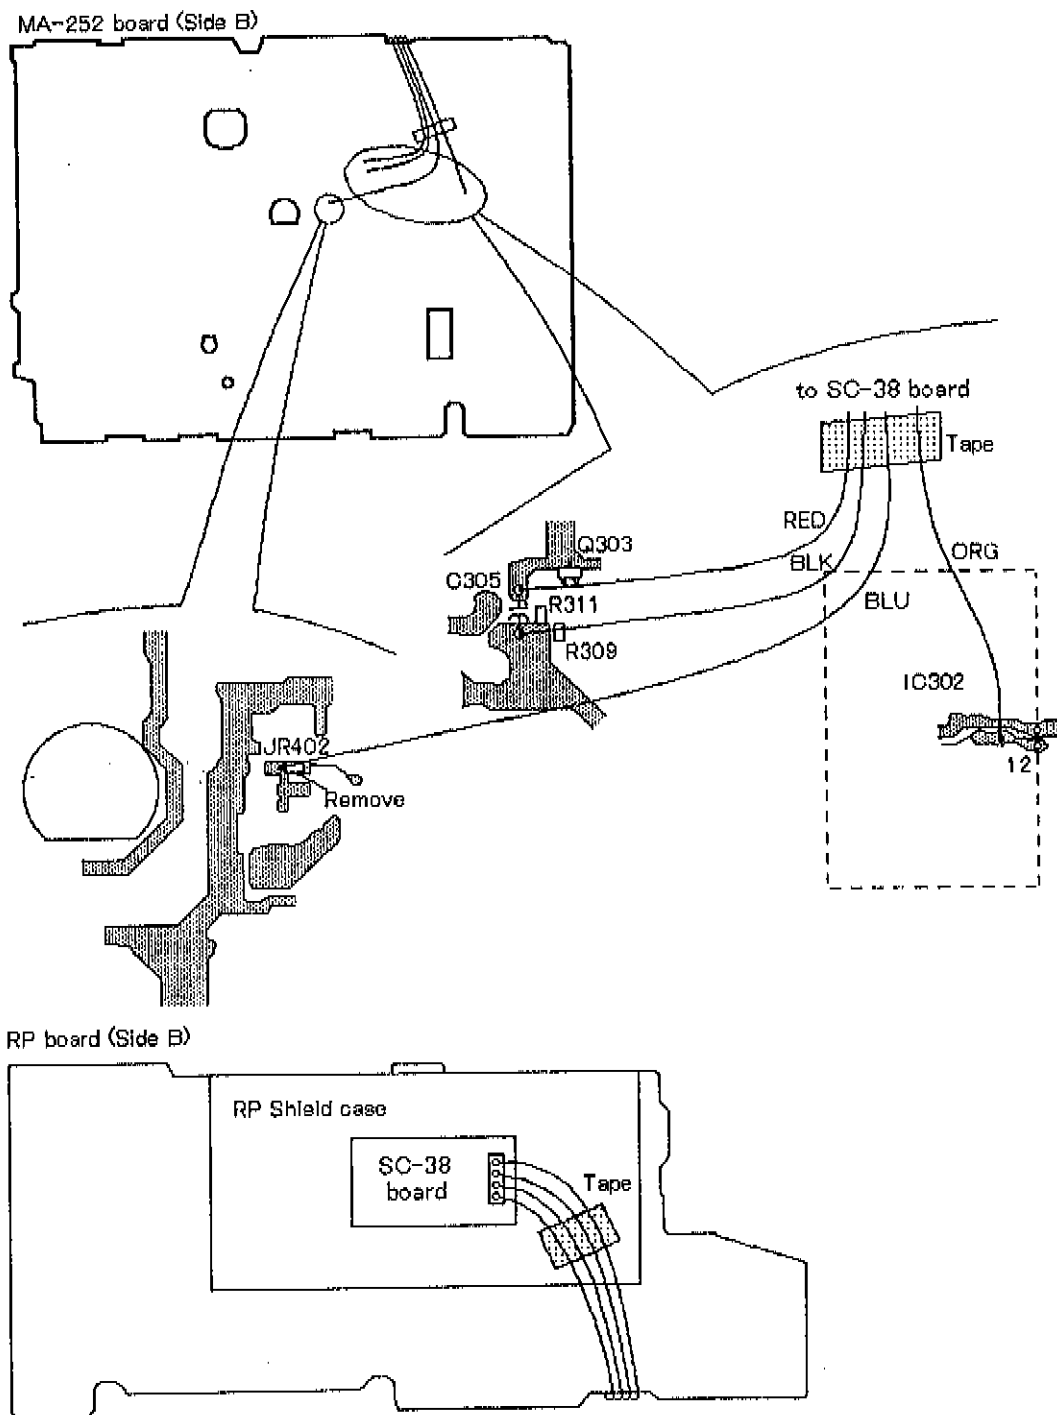 MA-252 board (Side B)
to SC-38 board
Tape
RED
BLK
ORG
BLU
Q303
C305
R311
R309
IC302
12
JR402
Remove
RP board (Side B)
RP Shield case
SC-38
board
Tape